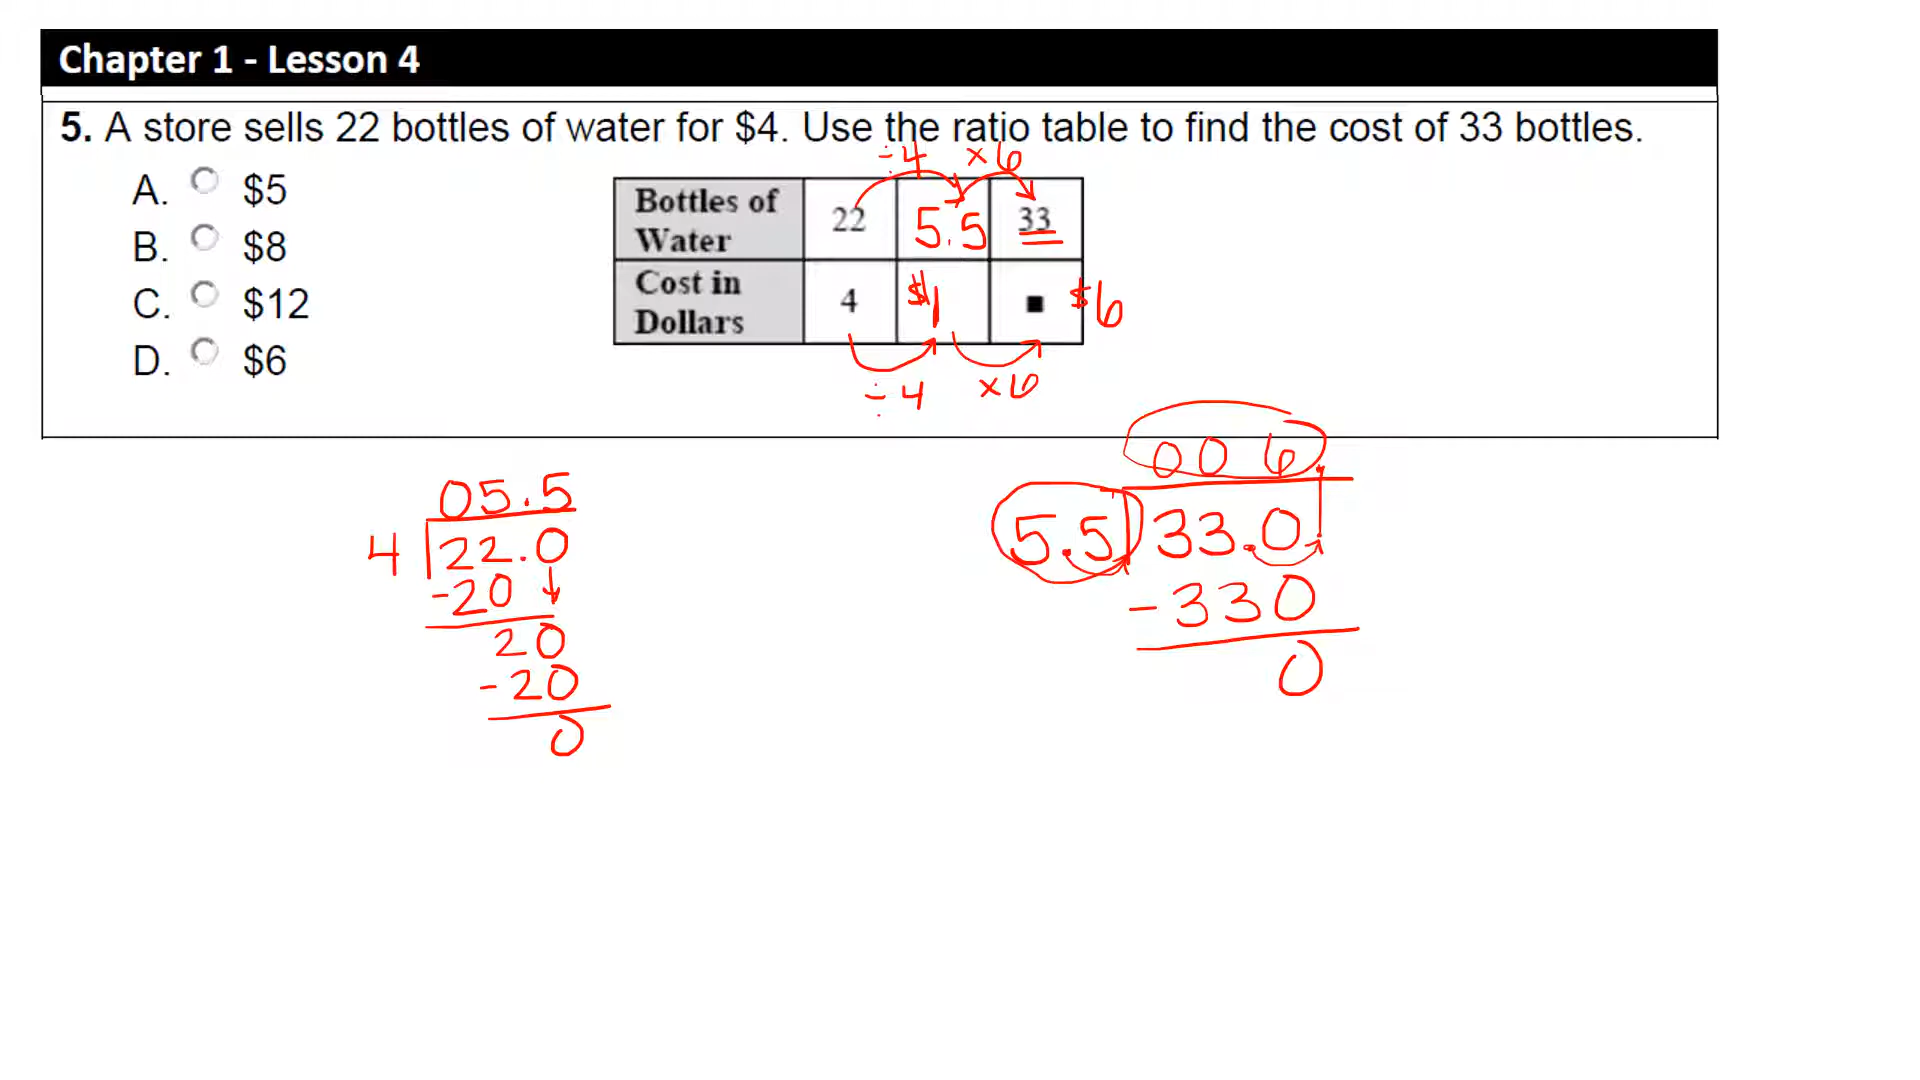 Chapter 1 - Lesson 4
5. A store sells 22 bottles of water for $4. Use the ratio table to find the cost of 33 bottles.
A. $5
B. $8
C. $12
D. $6
÷4 ×6
Bottles of Water 22 5.5 33
Cost in Dollars 4 $1 ■ $6
÷4 ×6
05.5
4 22.0
-20
20
-20
0
0 0 6.
5.5 33.0.
-330
0